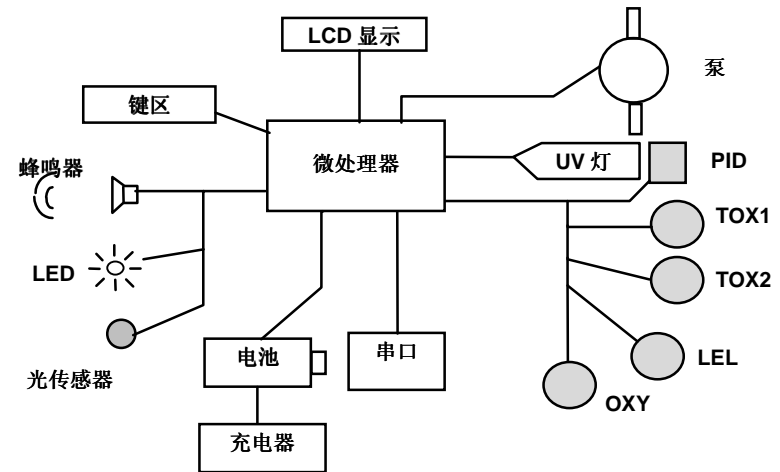 LCD 显示
泵
键区
微处理器
蜂鸣器
UV 灯
PID
TOX1
LED
TOX2
光传感器
电池
串口
LEL
OXY
充电器